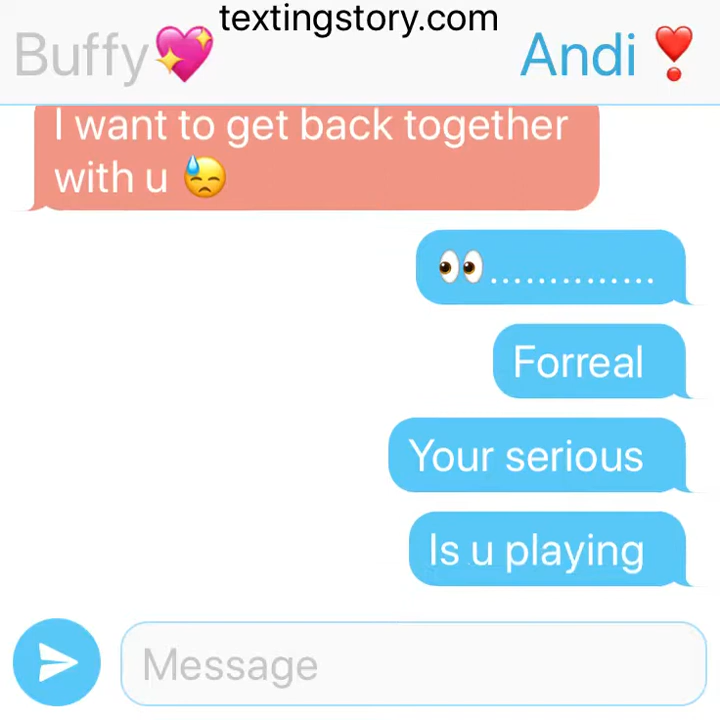 textingstory.com
Buffy💖 Andi❣️
I want to get back together
with u 😓
👀..............
Forreal
Your serious
Is u playing
Message